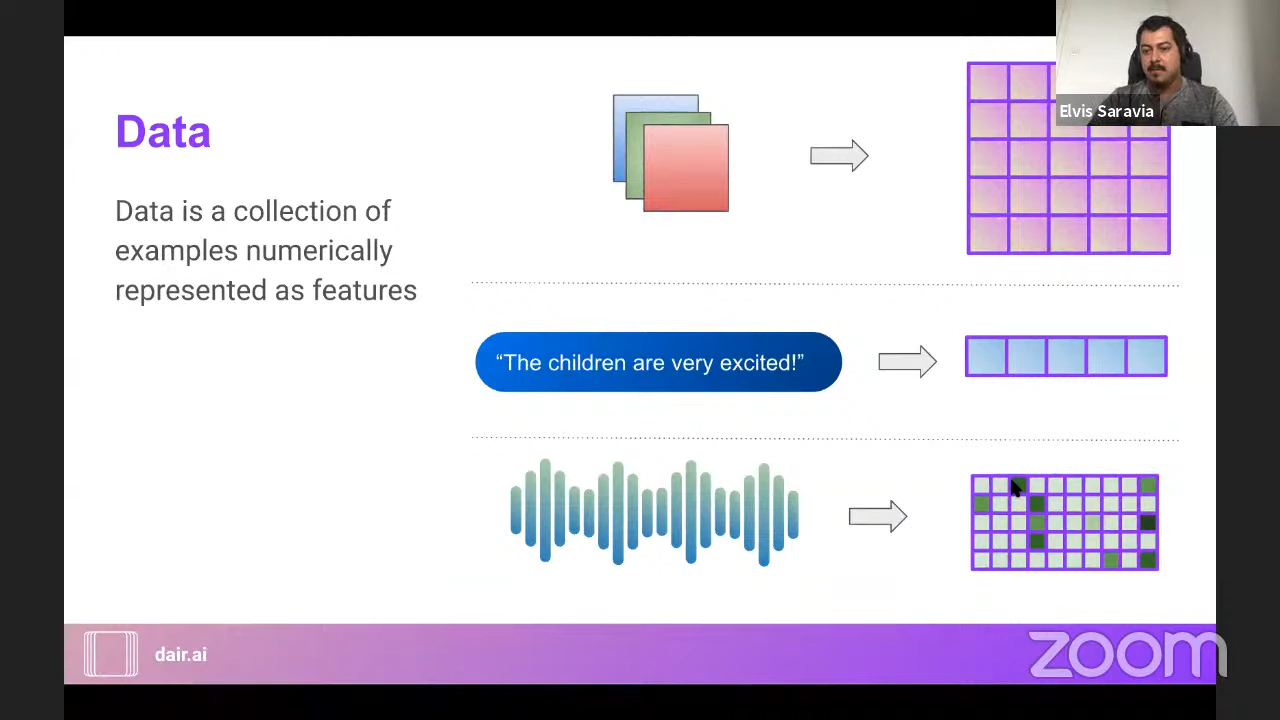 Elvis Saravia
Data
Data is a collection of
examples numerically
represented as features
“The children are very excited!”
dair.ai
zoom